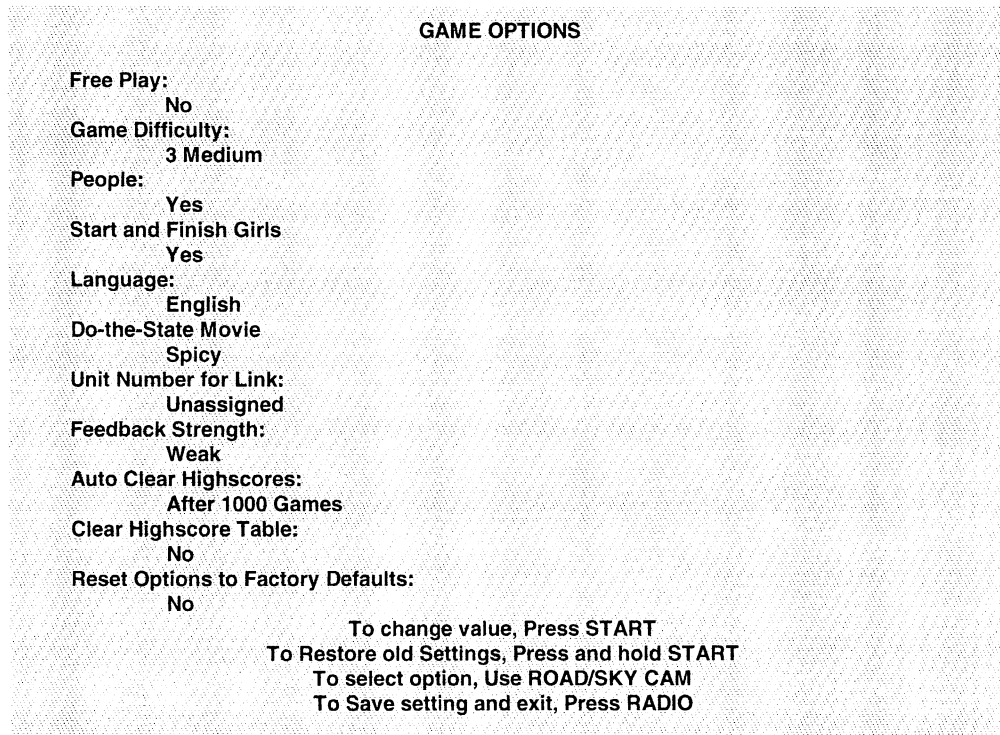 GAME OPTIONS
Free Play:
No
Game Difficulty:
3 Medium
People:
Yes
Start and Finish Girls
Yes
Language:
English
Do-the-State Movie
Spicy
Unit Number for Link:
Unassigned
Feedback Strength:
Weak
Auto Clear Highscores:
After 1000 Games
Clear Highscore Table:
No
Reset Options to Factory Defaults:
No
To change value, Press START
To Restore old Settings, Press and hold START
To select option, Use ROAD/SKY CAM
To Save setting and exit, Press RADIO